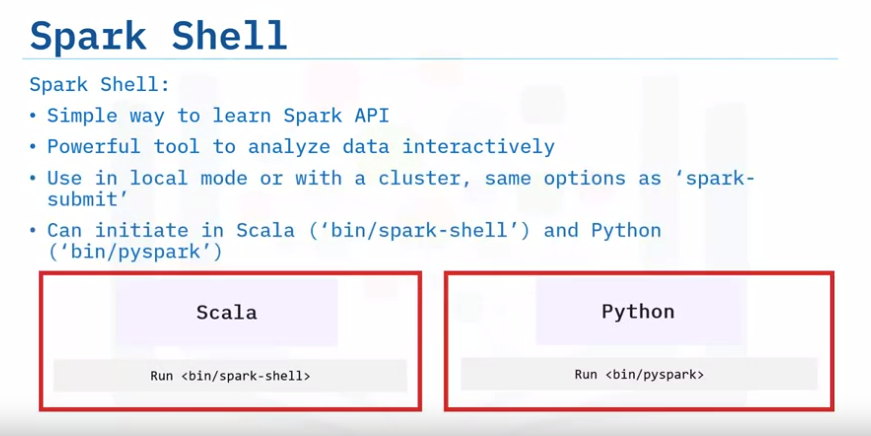 Spark Shell
Spark Shell:
• Simple way to learn Spark API
• Powerful tool to analyze data interactively
• Use in local mode or with a cluster, same options as ‘spark-
submit’
• Can initiate in Scala (‘bin/spark-shell’) and Python
(‘bin/pyspark’)
Scala
Run <bin/spark-shell>
Python
Run <bin/pyspark>